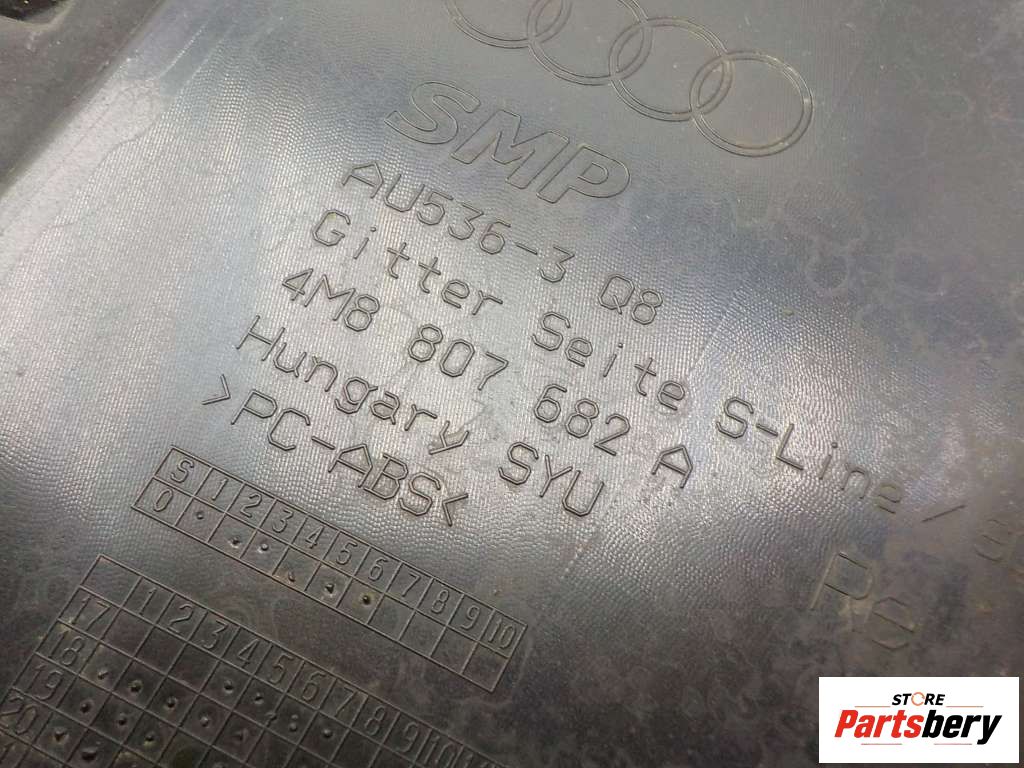 SMP
AU536-3 Q8
Gitter Seite S-Line /
4M8 807 682 A
Hungary SYU
>PC-ABS<
S 1 2 3 4 5 6 7 8 9 10
0
1 2 3 4 5 6 7 8 9 10
17
18
19
20
STORE
Partsbery